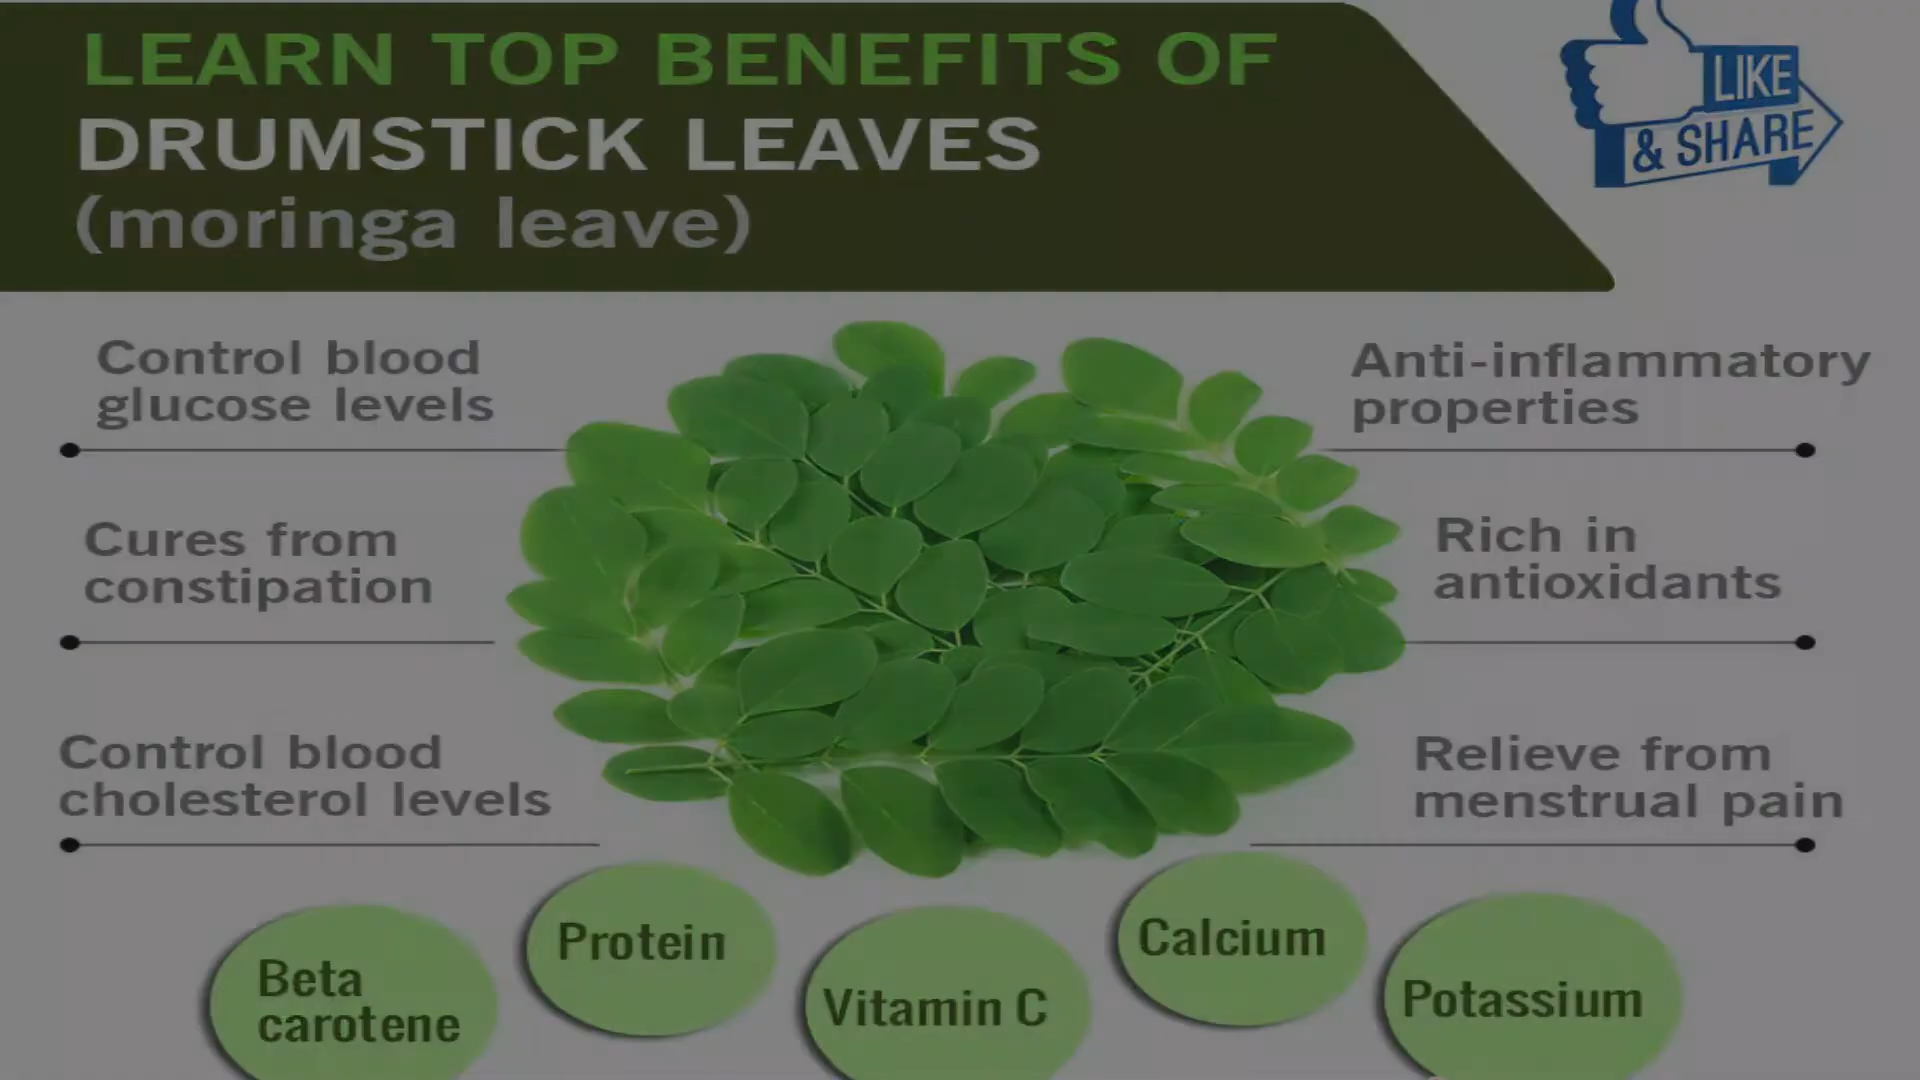 LEARN TOP BENEFITS OF
DRUMSTICK LEAVES
(moringa leave)
LIKE
& SHARE
Control blood
glucose levels
Anti-inflammatory
properties
Cures from
constipation
Rich in
antioxidants
Control blood
cholesterol levels
Relieve from
menstrual pain
Beta
carotene
Protein
Vitamin C
Calcium
Potassium